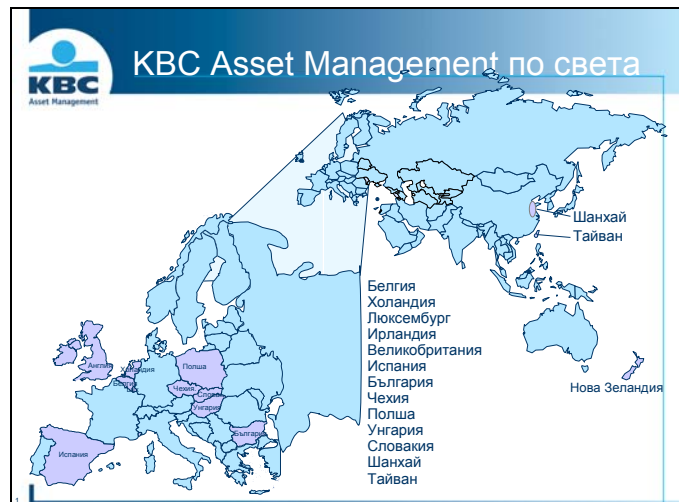 KBC Asset Management по света
KBC
Asset Management
Шанхай
Тайван
Белгия
Холандия
Люксембург
Ирландия
Великобритания
Испания
България
Чехия
Полша
Унгария
Словакия
Шанхай
Тайван
Нова Зеландия
Англия
Холандия
Белгия
Полша
Чехия
Слова
Унгария
България
Испания
1